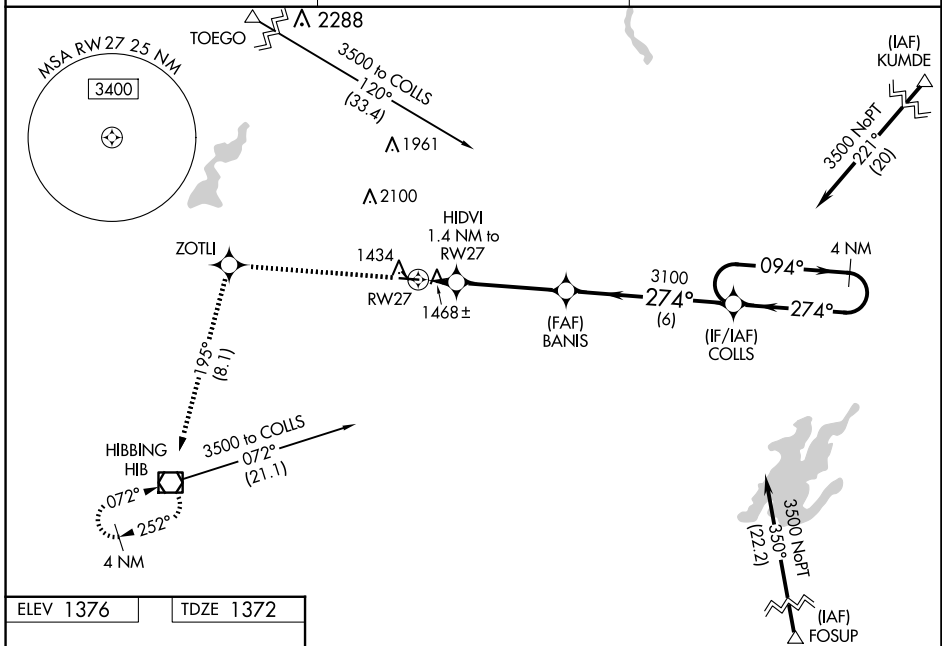 MSA RW27 25 NM
3400
TOEGO
2288
3500 to COLLS
120°
(33.4)
1961
2100
(IAF)
KUMDE
3500 NoPT
221°
(20)
ZOTLI
1434
RW27
HIDVI
1.4 NM to
RW27
1468±
(FAF)
BANIS
3100
274°
(6)
(IF/IAF)
COLLS
094°
274°
4 NM
195°
(8.1)
HIBBING
HIB
3500 to COLLS
072°
(21.1)
072°
252°
4 NM
3500 NoPT
350°
(22.2)
(IAF)
FOSUP
ELEV 1376
TDZE 1372